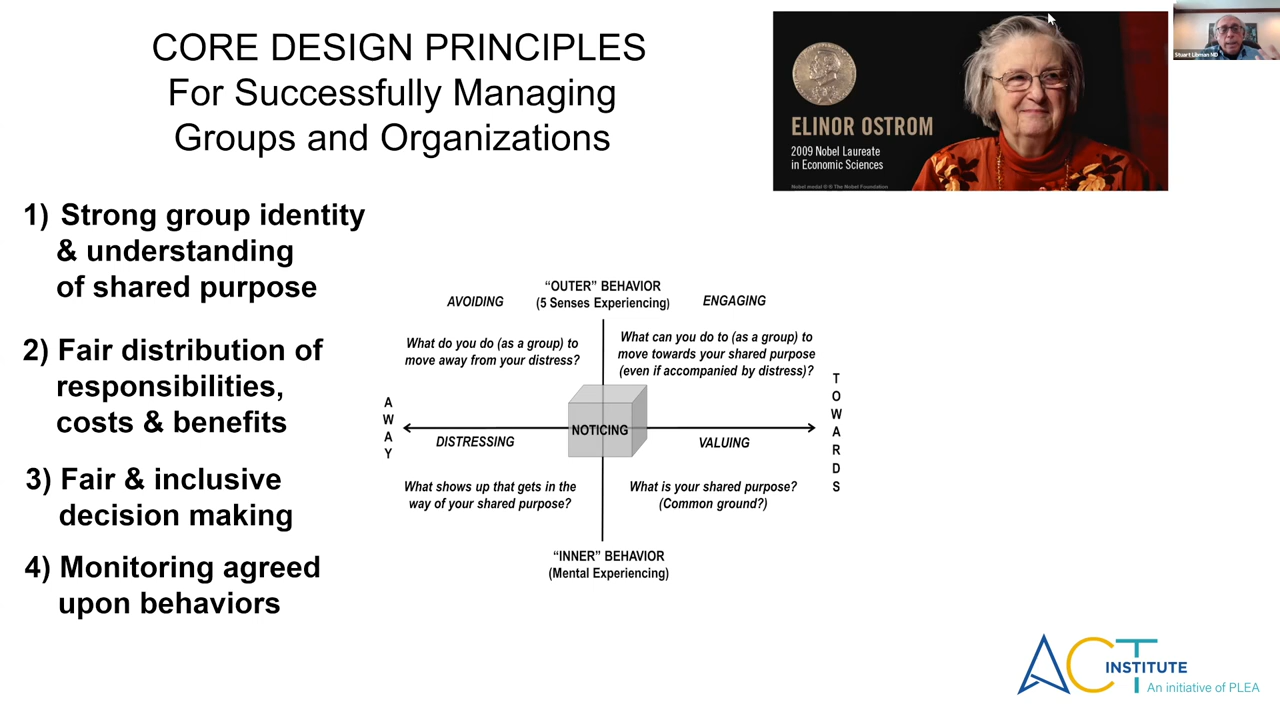 CORE DESIGN PRINCIPLES
For Successfully Managing
Groups and Organizations
ELINOR OSTROM
2009 Nobel Laureate
in Economic Sciences
Nobel medal © ® The Nobel Foundation
Stuart Libman MD
1) Strong group identity
& understanding
of shared purpose
2) Fair distribution of
responsibilities,
costs & benefits
3) Fair & inclusive
decision making
4) Monitoring agreed
upon behaviors
“OUTER” BEHAVIOR
(5 Senses Experiencing)
AVOIDING
ENGAGING
What do you do (as a group) to
move away from your distress?
What can you do to (as a group) to
move towards your shared purpose
(even if accompanied by distress)?
AWAY
TOWARDS
NOTICING
DISTRESSING
VALUING
What shows up that gets in the
way of your shared purpose?
What is your shared purpose?
(Common ground?)
“INNER” BEHAVIOR
(Mental Experiencing)
ACT
INSTITUTE
An initiative of PLEA